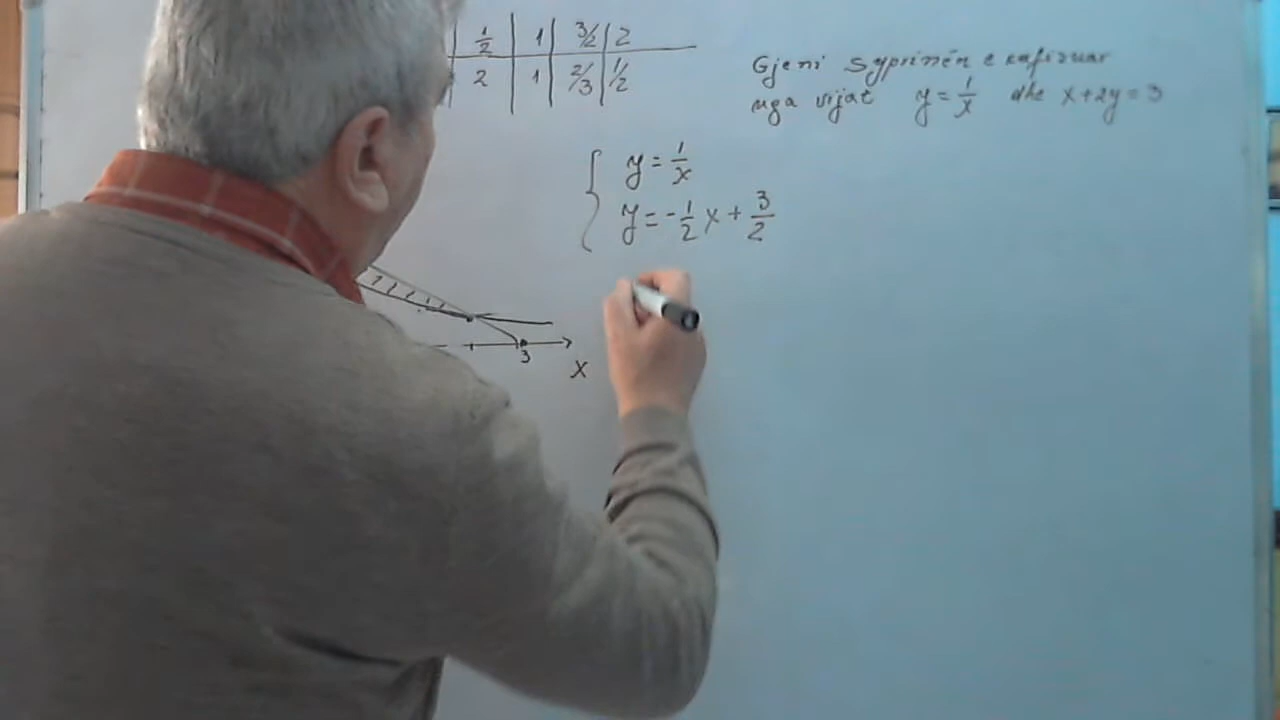 1/2 | 1 | 3/2 | 2
2 | 1 | 2/3 | 1/2
Gjeni syprinën e kufizuar
nga vijat y = 1/x dhe x+2y=3
{ y = 1/x
y = -1/2 x + 3/2
3
X